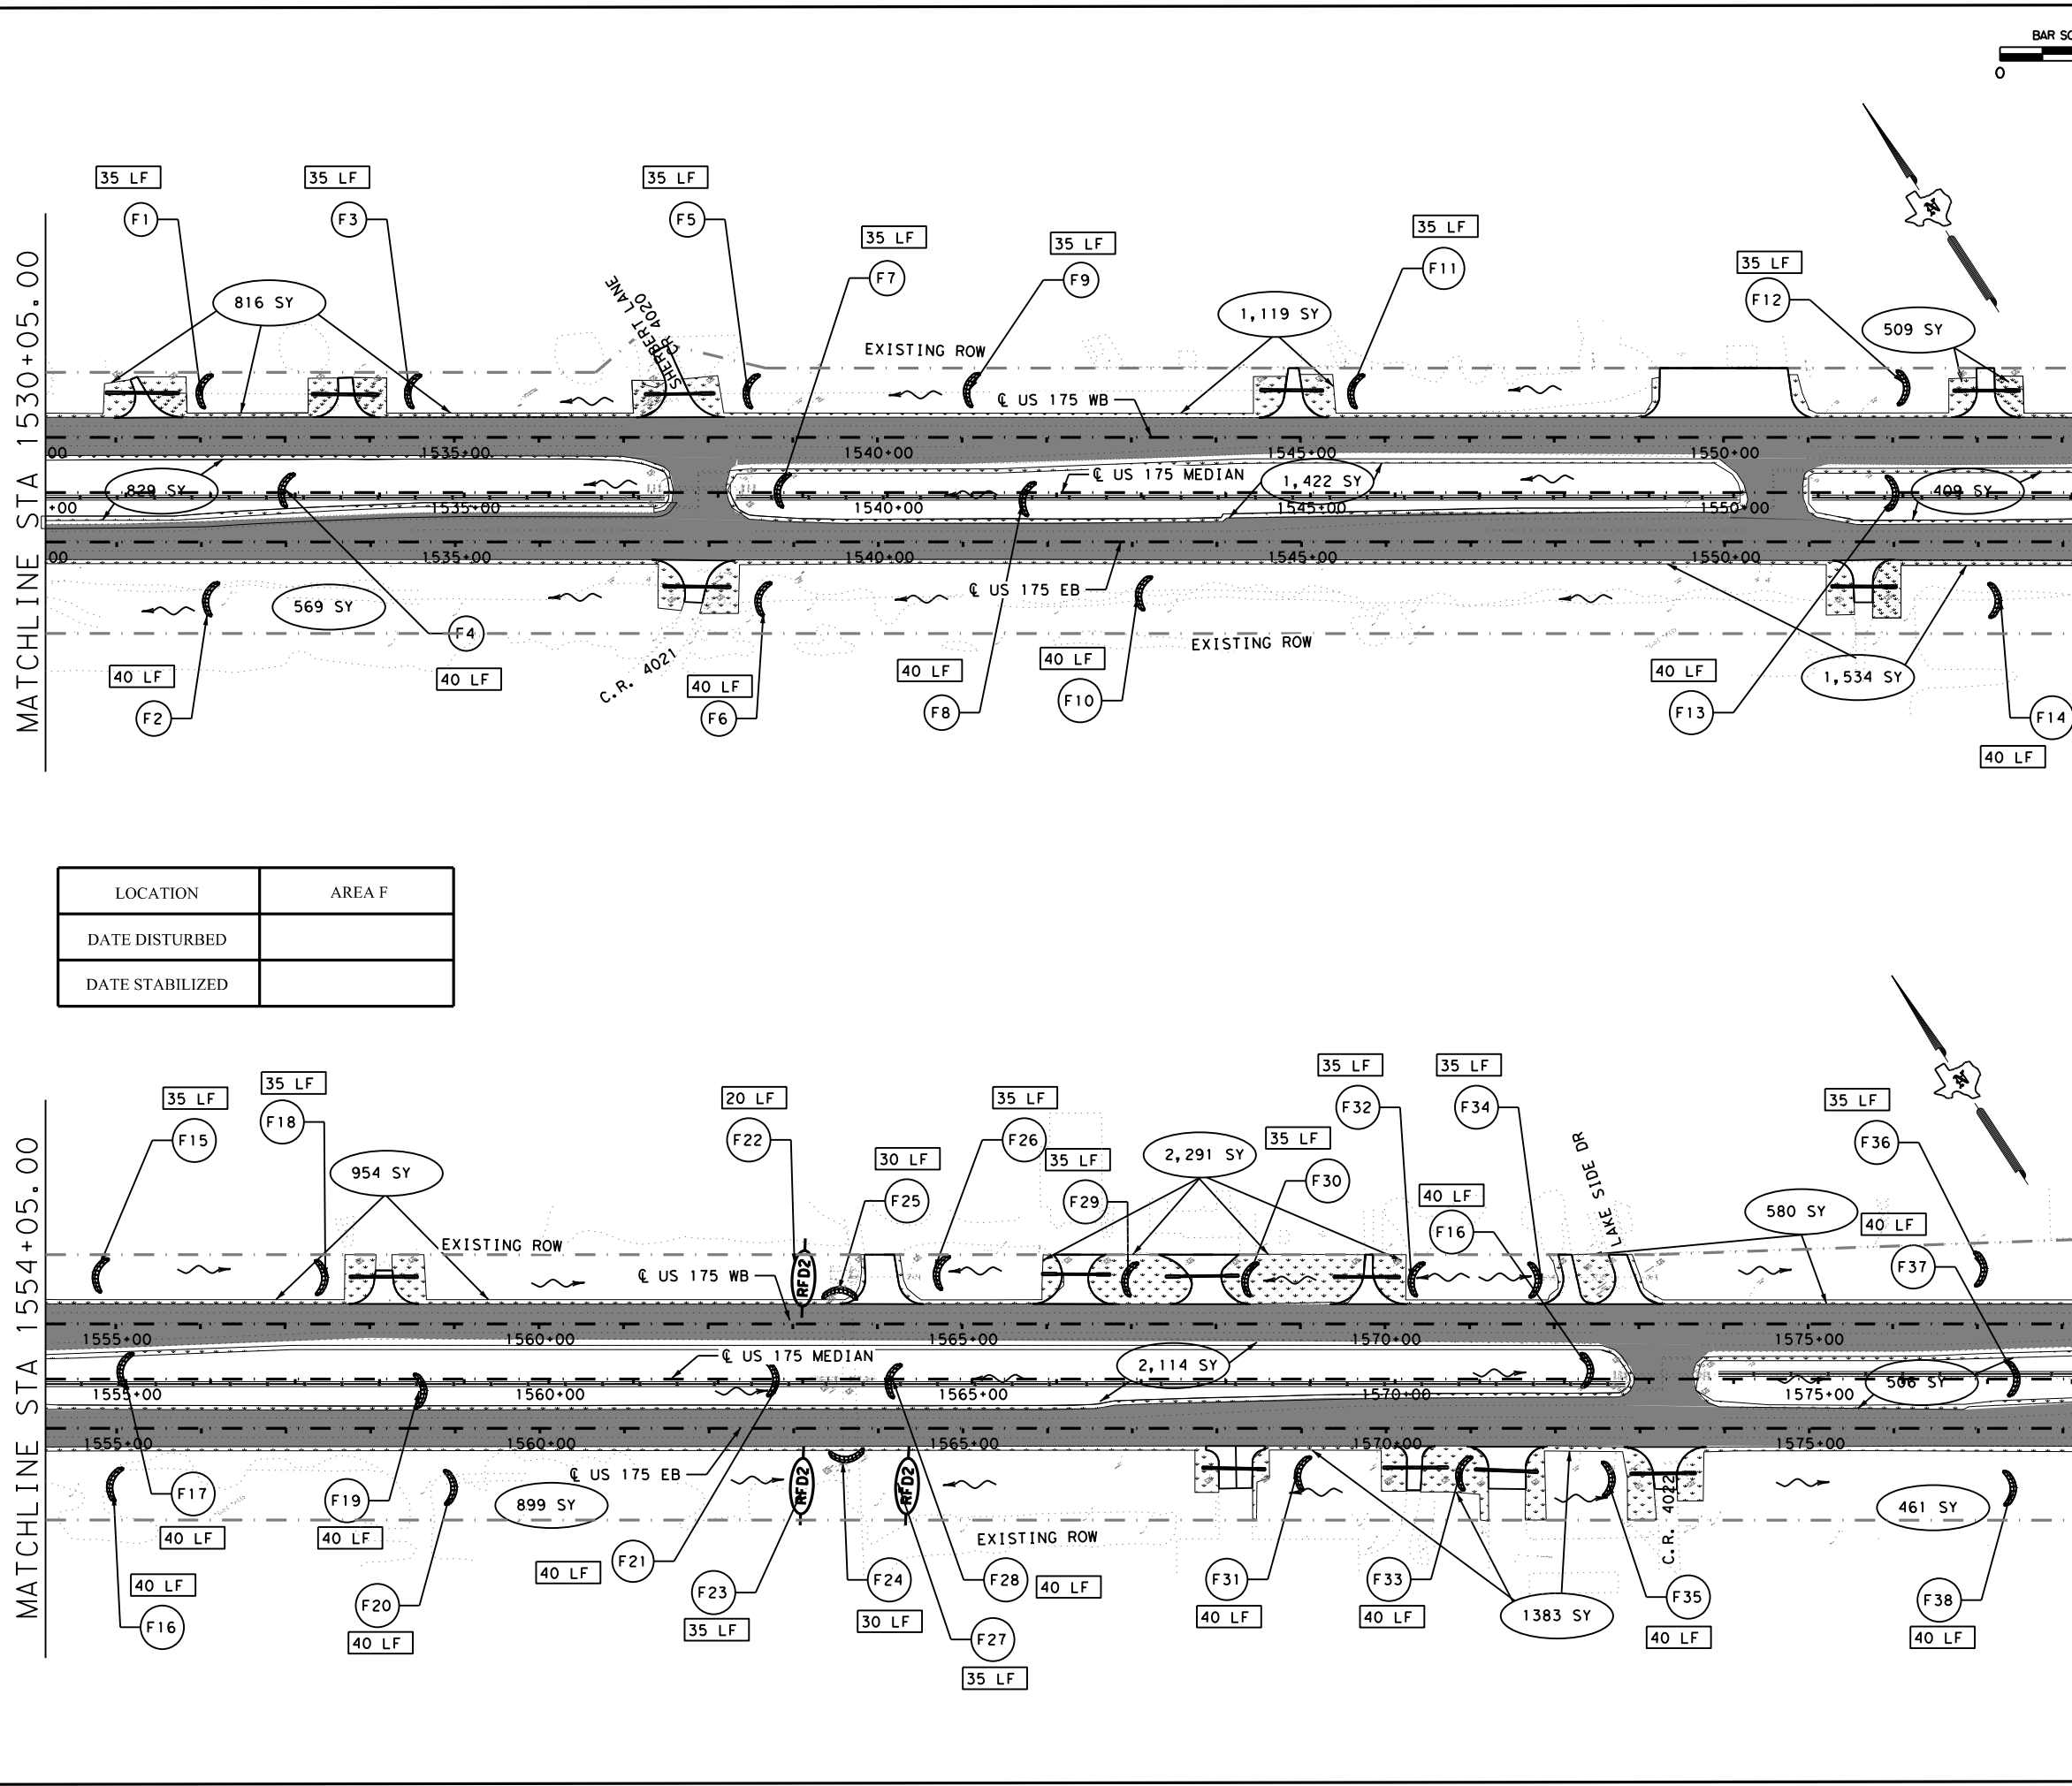 BAR SC
0
35 LF
35 LF
35 LF
F1
F3
F5
35 LF
F7
35 LF
F9
35 LF
F11
35 LF
F12
816 SY
1,119 SY
509 SY
SHERBERT LANE
CR 4020
EXISTING ROW
℄ US 175 WB
N
MATCHLINE STA 1530+05.00
00
1535+00
1540+00
1545+00
1550+00
829 SY
℄ US 175 MEDIAN
1,422 SY
409 SY
+00
1535+00
1540+00
1545+00
1550+00
00
1535+00
1540+00
1545+00
1550+00
℄ US 175 EB
569 SY
F4
40 LF
40 LF
F2
C.R. 4021
40 LF
F6
40 LF
F8
40 LF
F10
EXISTING ROW
40 LF
F13
1,534 SY
F14
40 LF
LOCATION
AREA F
DATE DISTURBED
DATE STABILIZED
35 LF
F15
35 LF
F18
954 SY
20 LF
F22
30 LF
F25
35 LF
F26
35 LF
F29
2,291 SY
35 LF
F30
35 LF
F32
35 LF
F34
40 LF
F16
LAKE SIDE DR
580 SY
35 LF
F36
40 LF
F37
N
EXISTING ROW
℄ US 175 WB
RFD2
MATCHLINE STA 1554+05.00
1555+00
1560+00
1565+00
1570+00
1575+00
℄ US 175 MEDIAN
2,114 SY
506 SY
1555+00
1560+00
1565+00
1570+00
1575+00
1555+00
1560+00
1565+00
1570+00
1575+00
℄ US 175 EB
RFD2
RFD2
899 SY
461 SY
EXISTING ROW
C.R. 4022
F17
40 LF
40 LF
F16
F19
40 LF
F20
40 LF
40 LF
F21
F23
35 LF
F24
30 LF
F28
40 LF
F27
35 LF
F31
40 LF
F33
40 LF
1383 SY
F35
40 LF
F38
40 LF